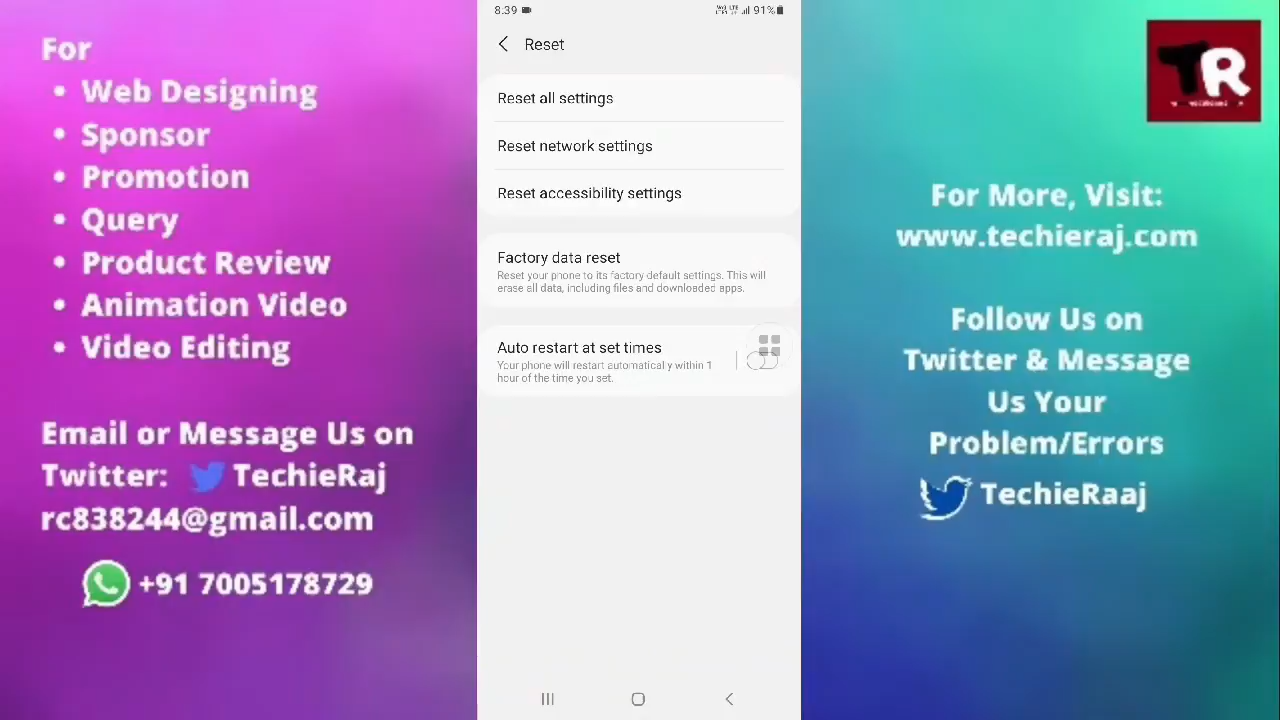 For
• Web Designing
• Sponsor
• Promotion
• Query
• Product Review
• Animation Video
• Video Editing
Email or Message Us on
Twitter: TechieRaj
rc838244@gmail.com
+91 7005178729
8:39
91%
Reset
Reset all settings
Reset network settings
Reset accessibility settings
Factory data reset
Reset your phone to its factory default settings. This will
erase all data, including files and downloaded apps.
Auto restart at set times
Your phone will restart automatically within 1
hour of the time you set.
TR
For More, Visit:
www.techieraj.com
Follow Us on
Twitter & Message
Us Your
Problem/Errors
TechieRaaj